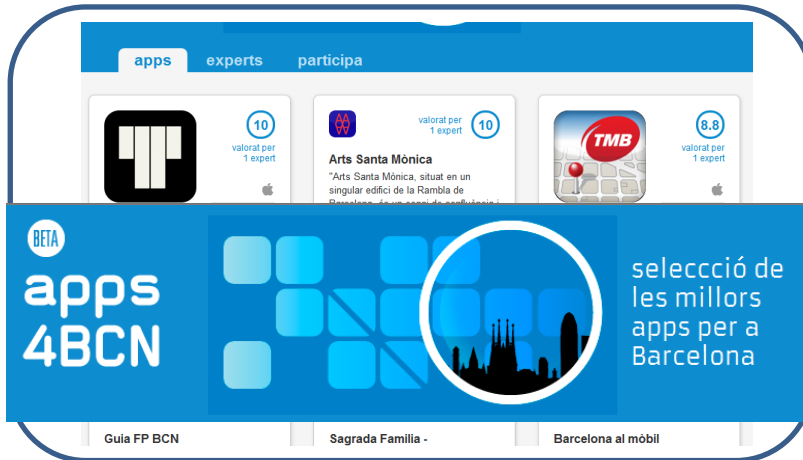 apps experts participa
10
valorat per
1 expert
valorat per
1 expert
10
Arts Santa Mònica
"Arts Santa Mònica, situat en un
singular edifici de la Rambla de
TMB
8.8
valorat per
1 expert
BETA
apps
4BCN
seleccció de
les millors
apps per a
Barcelona
Guia FP BCN
Sagrada Familia -
Barcelona al mòbil